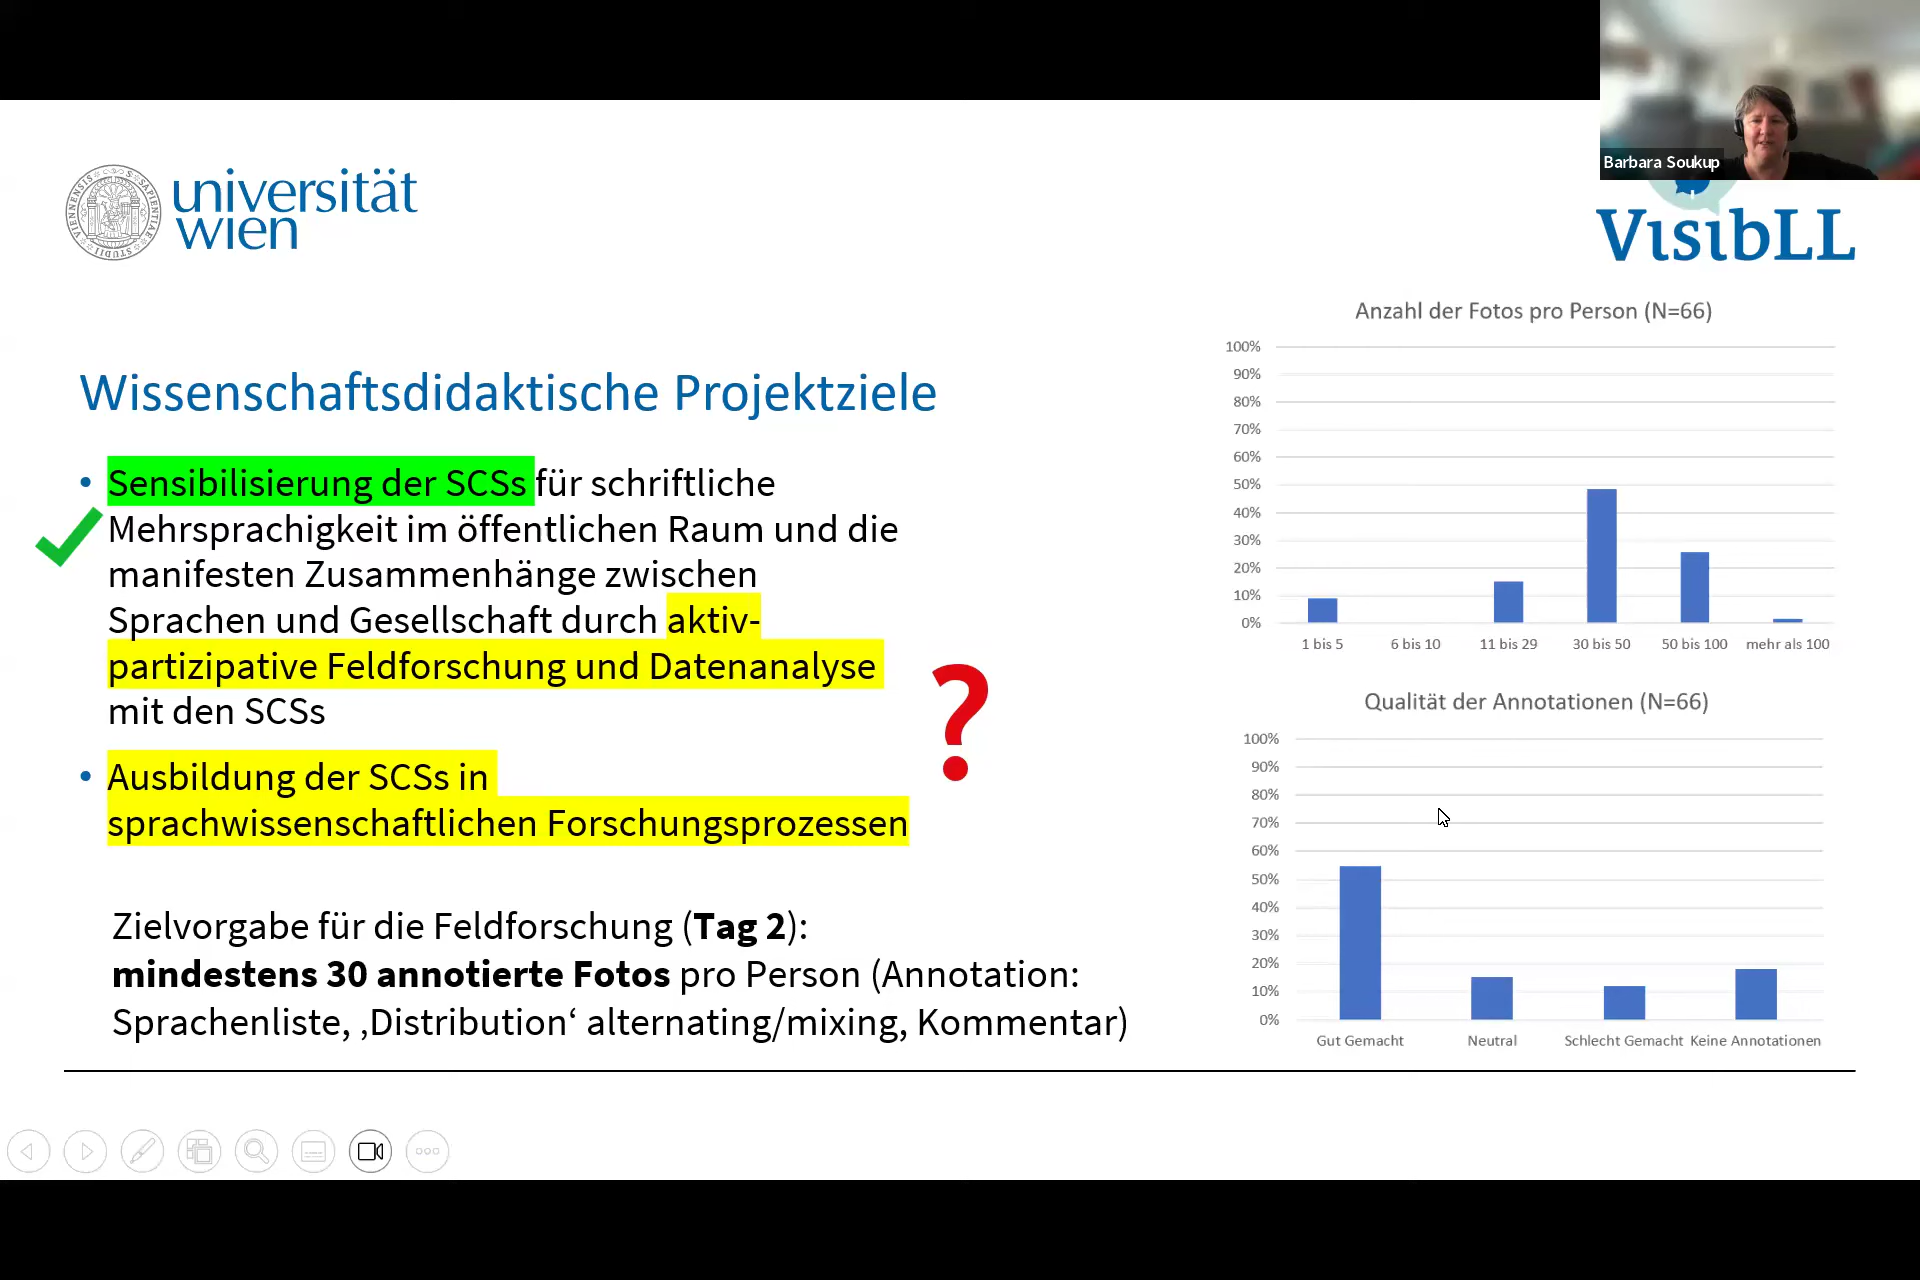 Barbara Soukup
universität
wien
VisibLL
Wissenschaftsdidaktische Projektziele
• Sensibilisierung der SCSs für schriftliche
Mehrsprachigkeit im öffentlichen Raum und die
manifesten Zusammenhänge zwischen
Sprachen und Gesellschaft durch aktiv-
partizipative Feldforschung und Datenanalyse
mit den SCSs
?
• Ausbildung der SCSs in
sprachwissenschaftlichen Forschungsprozessen
Zielvorgabe für die Feldforschung (Tag 2):
mindestens 30 annotierte Fotos pro Person (Annotation:
Sprachenliste, ‚Distribution‘ alternating/mixing, Kommentar)
Anzahl der Fotos pro Person (N=66)
100%
90%
80%
70%
60%
50%
40%
30%
20%
10%
0%
1 bis 5 6 bis 10 11 bis 29 30 bis 50 50 bis 100 mehr als 100
Qualität der Annotationen (N=66)
100%
90%
80%
70%
60%
50%
40%
30%
20%
10%
0%
Gut Gemacht Neutral Schlecht Gemacht Keine Annotationen